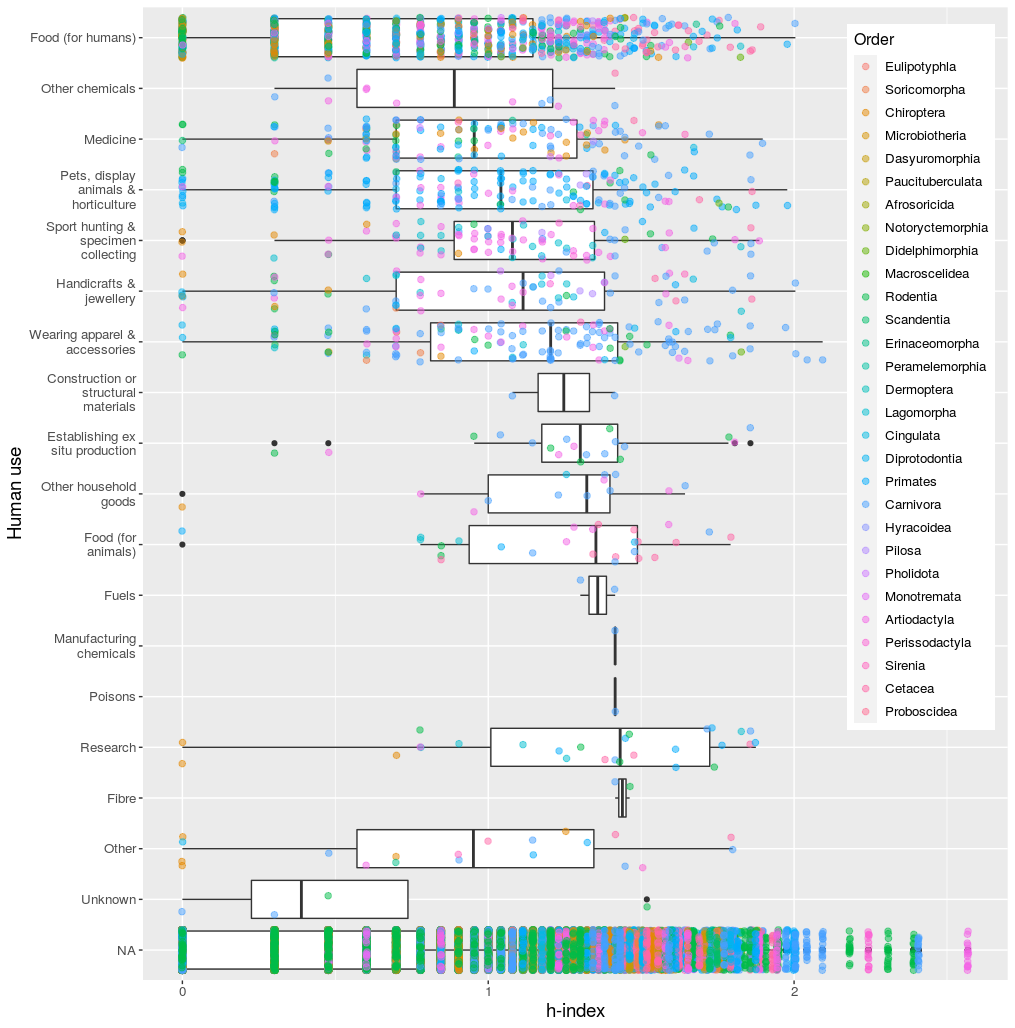 Human use
Food (for humans)
Other chemicals
Medicine
Pets, display
animals &
horticulture
Sport hunting &
specimen
collecting
Handicrafts &
jewellery
Wearing apparel &
accessories
Construction or
structural
materials
Establishing ex
situ production
Other household
goods
Food (for
animals)
Fuels
Manufacturing
chemicals
Poisons
Research
Fibre
Other
Unknown
NA
0
1
2
h-index
Order
Eulipotyphla
Soricomorpha
Chiroptera
Microbiotheria
Dasyuromorphia
Paucituberculata
Afrosoricida
Notoryctemorphia
Didelphimorphia
Macroscelidea
Rodentia
Scandentia
Erinaceomorpha
Peramelemorphia
Dermoptera
Lagomorpha
Cingulata
Diprotodontia
Primates
Carnivora
Hyracoidea
Pilosa
Pholidota
Monotremata
Artiodactyla
Perissodactyla
Sirenia
Cetacea
Proboscidea